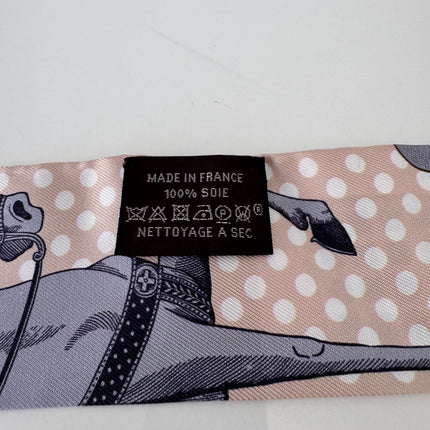 MADE IN FRANCE
100% SOIE
®
NETTOYAGE A SEC